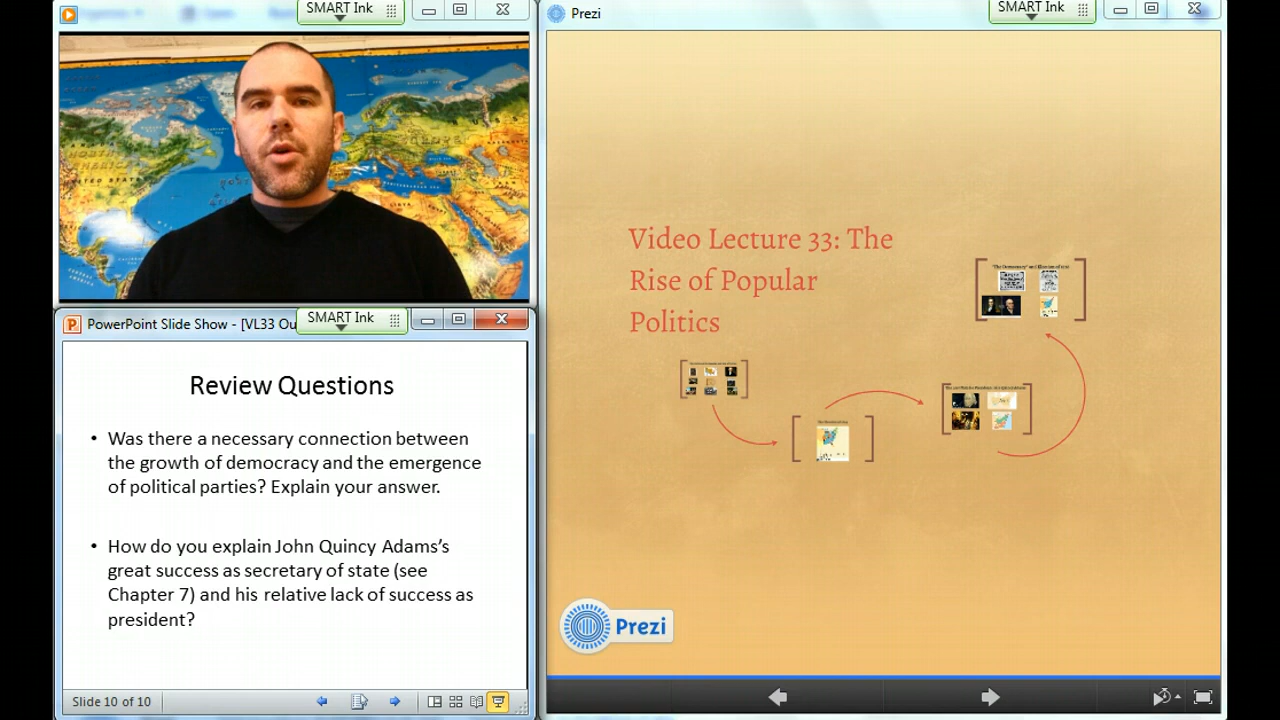 SMART Ink
Prezi
SMART Ink
PowerPoint Slide Show - [VL33 Ou
SMART Ink
Review Questions
• Was there a necessary connection between
the growth of democracy and the emergence
of political parties? Explain your answer.
• How do you explain John Quincy Adams’s
great success as secretary of state (see
Chapter 7) and his relative lack of success as
president?
Slide 10 of 10
Video Lecture 33: The
Rise of Popular
Politics
Prezi